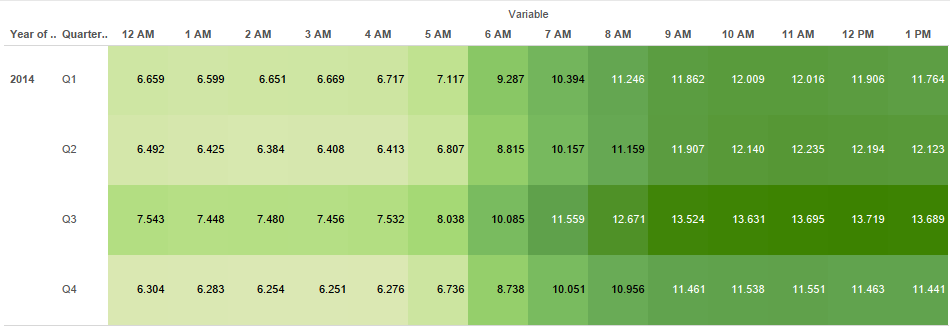 Variable
Year of .. Quarter.. 12 AM 1 AM 2 AM 3 AM 4 AM 5 AM 6 AM 7 AM 8 AM 9 AM 10 AM 11 AM 12 PM 1 PM
2014 Q1 6.659 6.599 6.651 6.669 6.717 7.117 9.287 10.394 11.246 11.862 12.009 12.016 11.906 11.764
Q2 6.492 6.425 6.384 6.408 6.413 6.807 8.815 10.157 11.159 11.907 12.140 12.235 12.194 12.123
Q3 7.543 7.448 7.480 7.456 7.532 8.038 10.085 11.559 12.671 13.524 13.631 13.695 13.719 13.689
Q4 6.304 6.283 6.254 6.251 6.276 6.736 8.738 10.051 10.956 11.461 11.538 11.551 11.463 11.441